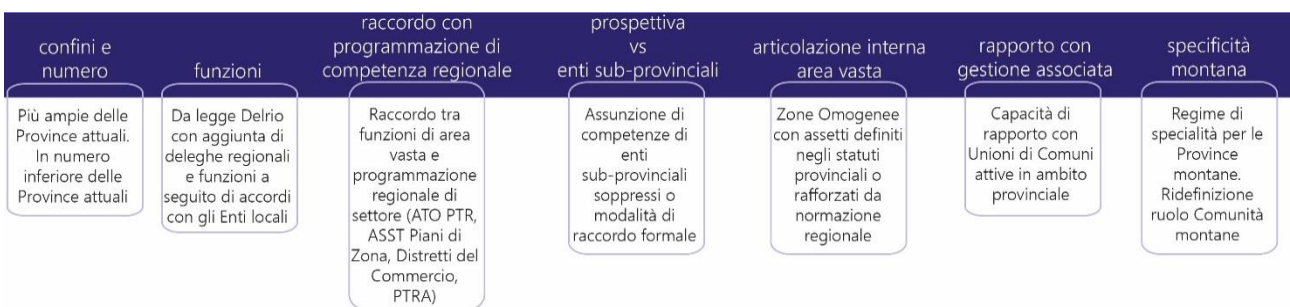 confini e
numero
funzioni
raccordo con
programmazione di
competenza regionale
prospettiva
vs
enti sub-provinciali
articolazione interna
area vasta
rapporto con
gestione associata
specificità
montana
Più ampie delle
Province attuali.
In numero
inferiore delle
Province attuali
Da legge Delrio
con aggiunta di
deleghe regionali
e funzioni a
seguito di accordi
con gli Enti locali
Raccordo tra
funzioni di area
vasta e
programmazione
regionale di
settore (ATO PTR,
ASST Piani di
Zona, Distretti del
Commercio,
PTRA)
Assunzione di
competenze di
enti
sub-provinciali
soppressi o
modalità di
raccordo formale
Zone Omogenee
con assetti definiti
negli statuti
provinciali o
rafforzati da
normazione
regionale
Capacità di
rapporto con
Unioni di Comuni
attive in ambito
provinciale
Regime di
specialità per le
Province
montane.
Ridefinizione
ruolo Comunità
montane